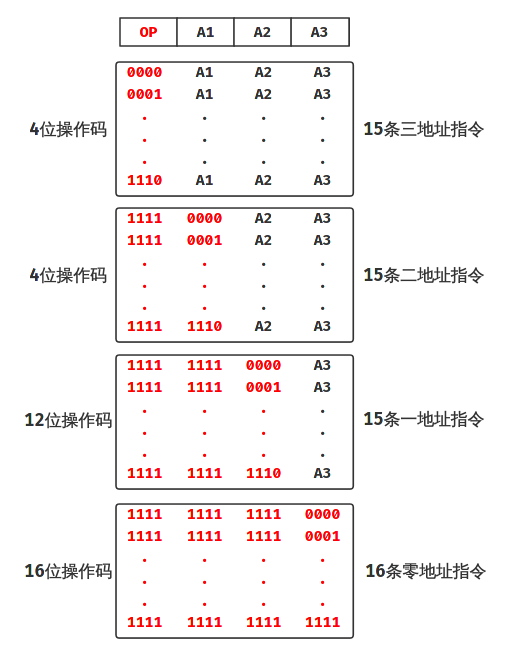 OP A1 A2 A3
0000 A1 A2 A3
0001 A1 A2 A3
. . . .
. . . .
. . . .
1110 A1 A2 A3
4位操作码
15条三地址指令
1111 0000 A2 A3
1111 0001 A2 A3
. . . .
. . . .
. . . .
1111 1110 A2 A3
4位操作码
15条二地址指令
1111 1111 0000 A3
1111 1111 0001 A3
. . . .
. . . .
. . . .
1111 1111 1110 A3
12位操作码
15条一地址指令
1111 1111 1111 0000
1111 1111 1111 0001
. . . .
. . . .
. . . .
1111 1111 1111 1111
16位操作码
16条零地址指令